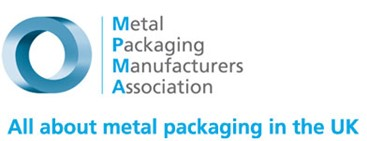 Metal
Packaging
Manufacturers
Association
All about metal packaging in the UK